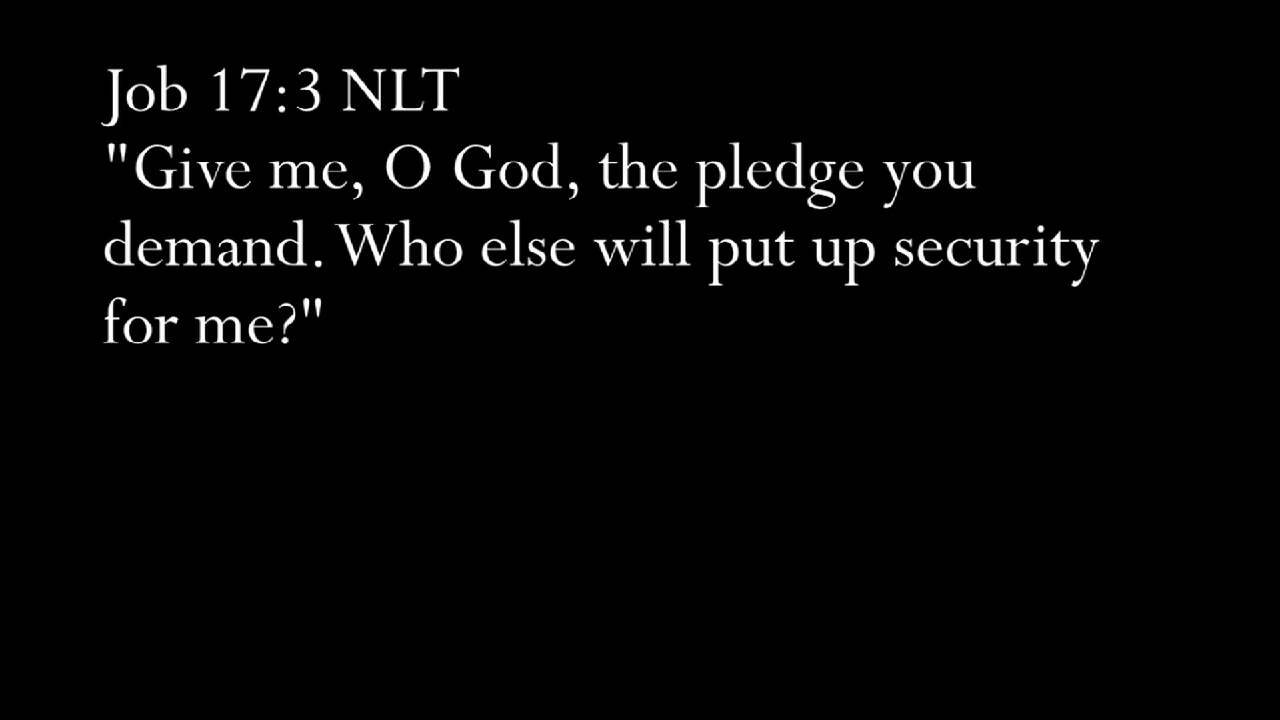 Job 17:3 NLT
"Give me, O God, the pledge you
demand. Who else will put up security
for me?"